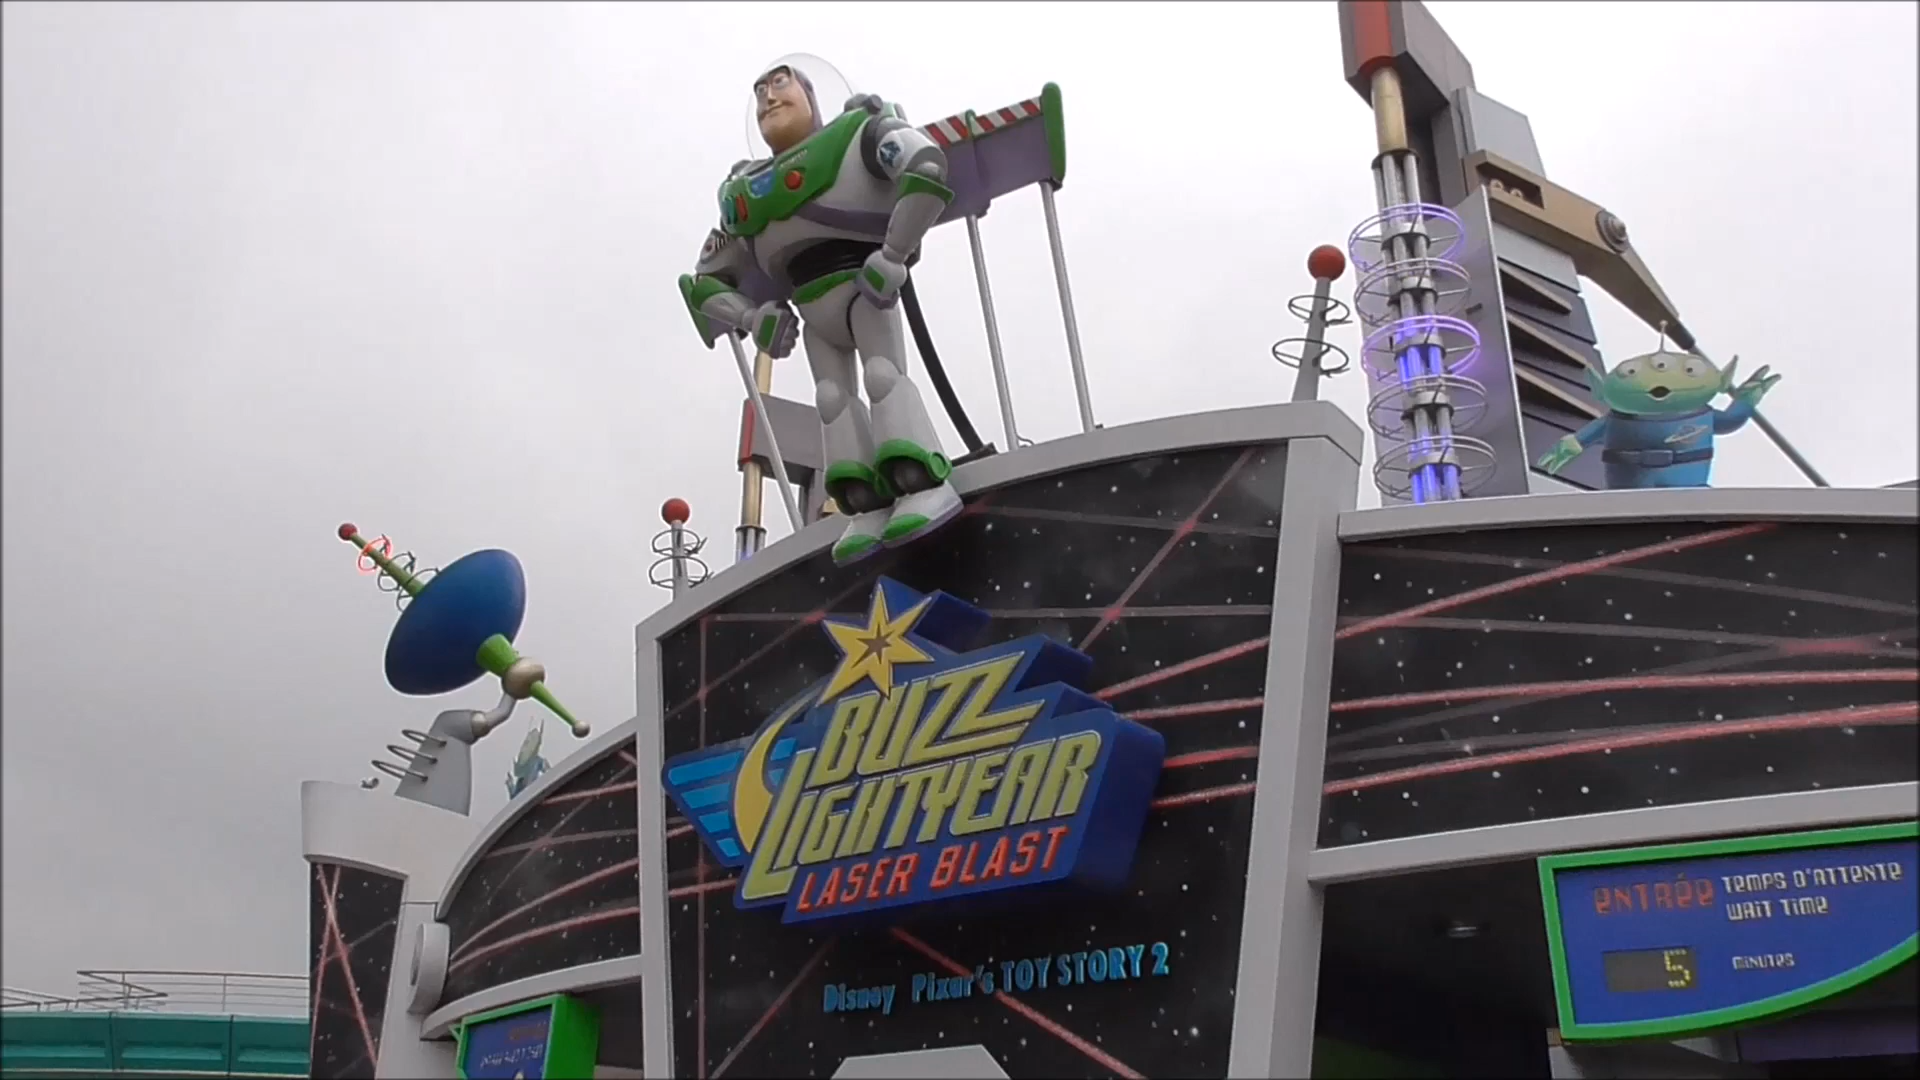 BUZZ
LIGHTYEAR
LASER BLAST
Disney Pixar's TOY STORY 2
ENTRÉE
TEMPS D'ATTENTE
WAIT TIME
5
MINUTES